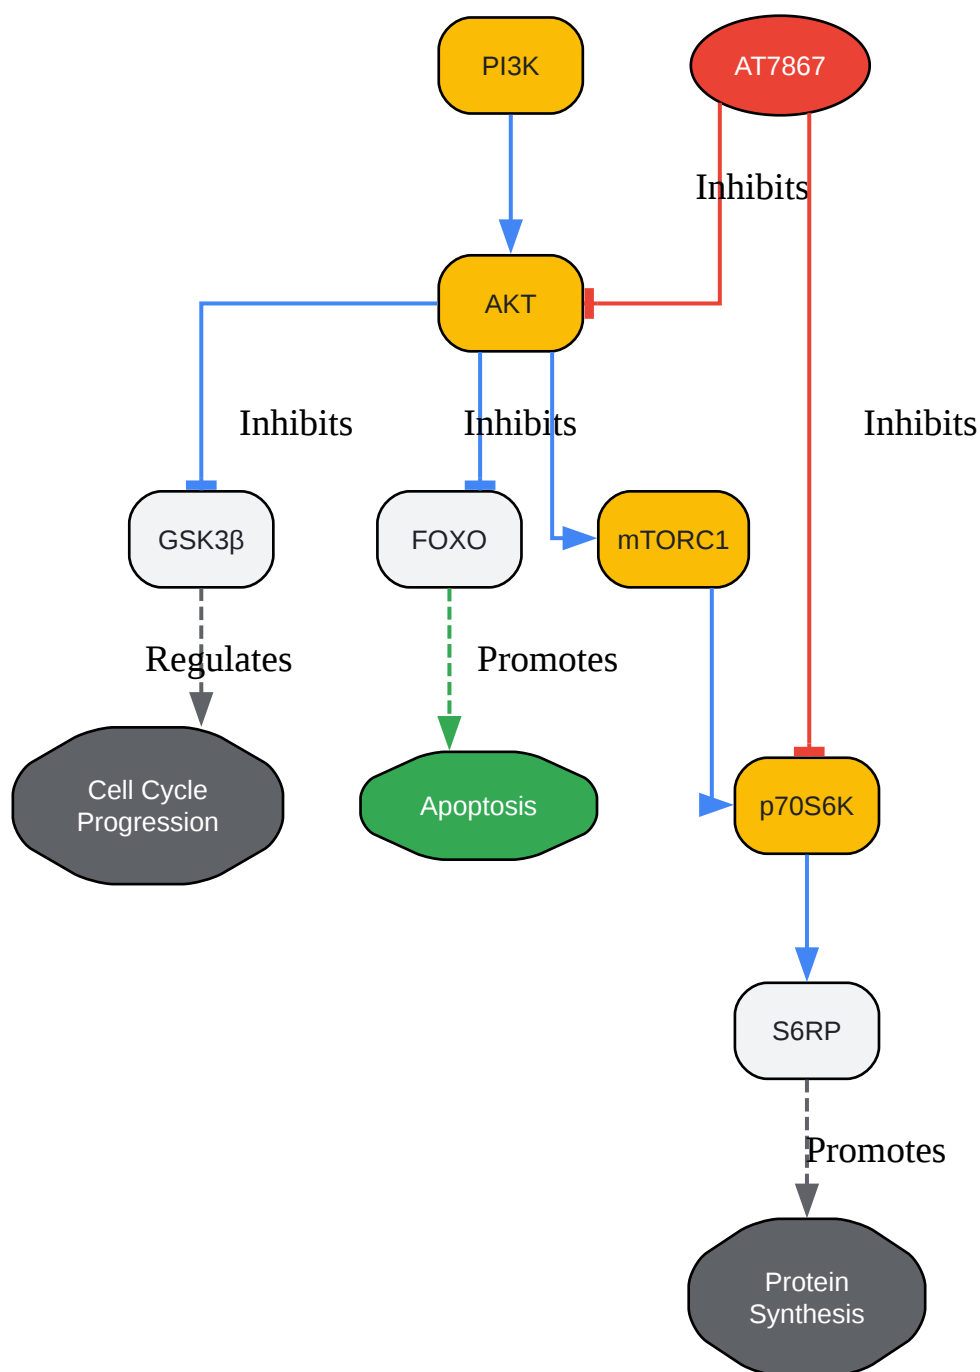 PI3K
AT7867
Inhibits
AKT
Inhibits
Inhibits
Inhibits
GSK3β
FOXO
mTORC1
Regulates
Promotes
Cell Cycle
Progression
Apoptosis
p70S6K
S6RP
Promotes
Protein
Synthesis